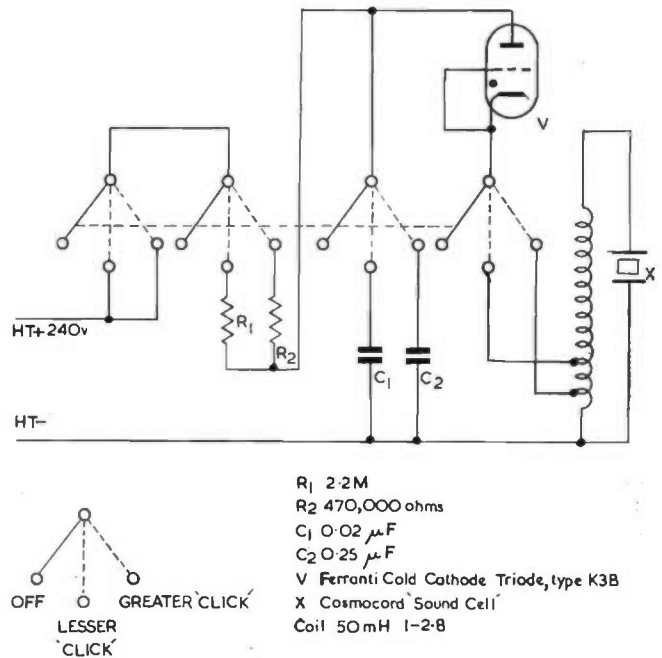 V
R1
R2
C1
C2
X
HT+240v
HT-
OFF
LESSER 'CLICK'
GREATER 'CLICK'
R1 2·2M
R2 470,000 ohms
C1 0·02 µF
C2 0·25 µF
V Ferranti Cold Cathode Triode, type K3B
X Cosmocord 'Sound Cell'
Coil 50mH 1-2·8